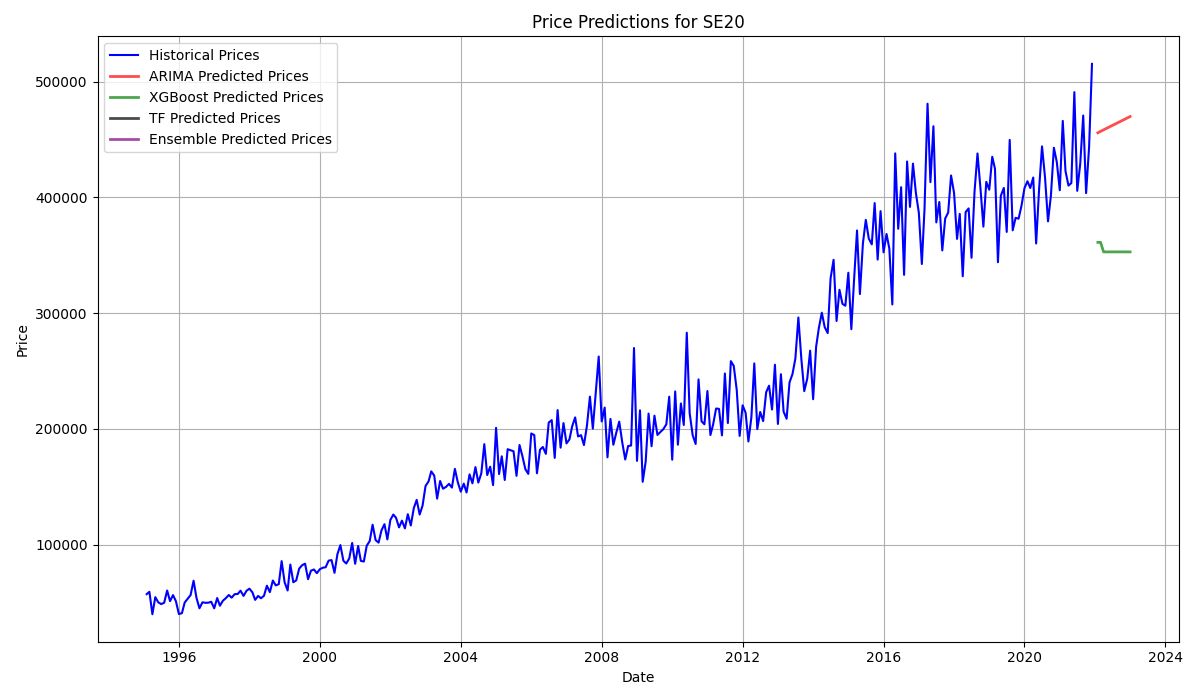 Price Predictions for SE20
Historical Prices
ARIMA Predicted Prices
XGBoost Predicted Prices
TF Predicted Prices
Ensemble Predicted Prices
500000
400000
300000
200000
100000
Price
1996 2000 2004 2008 2012 2016 2020 2024
Date